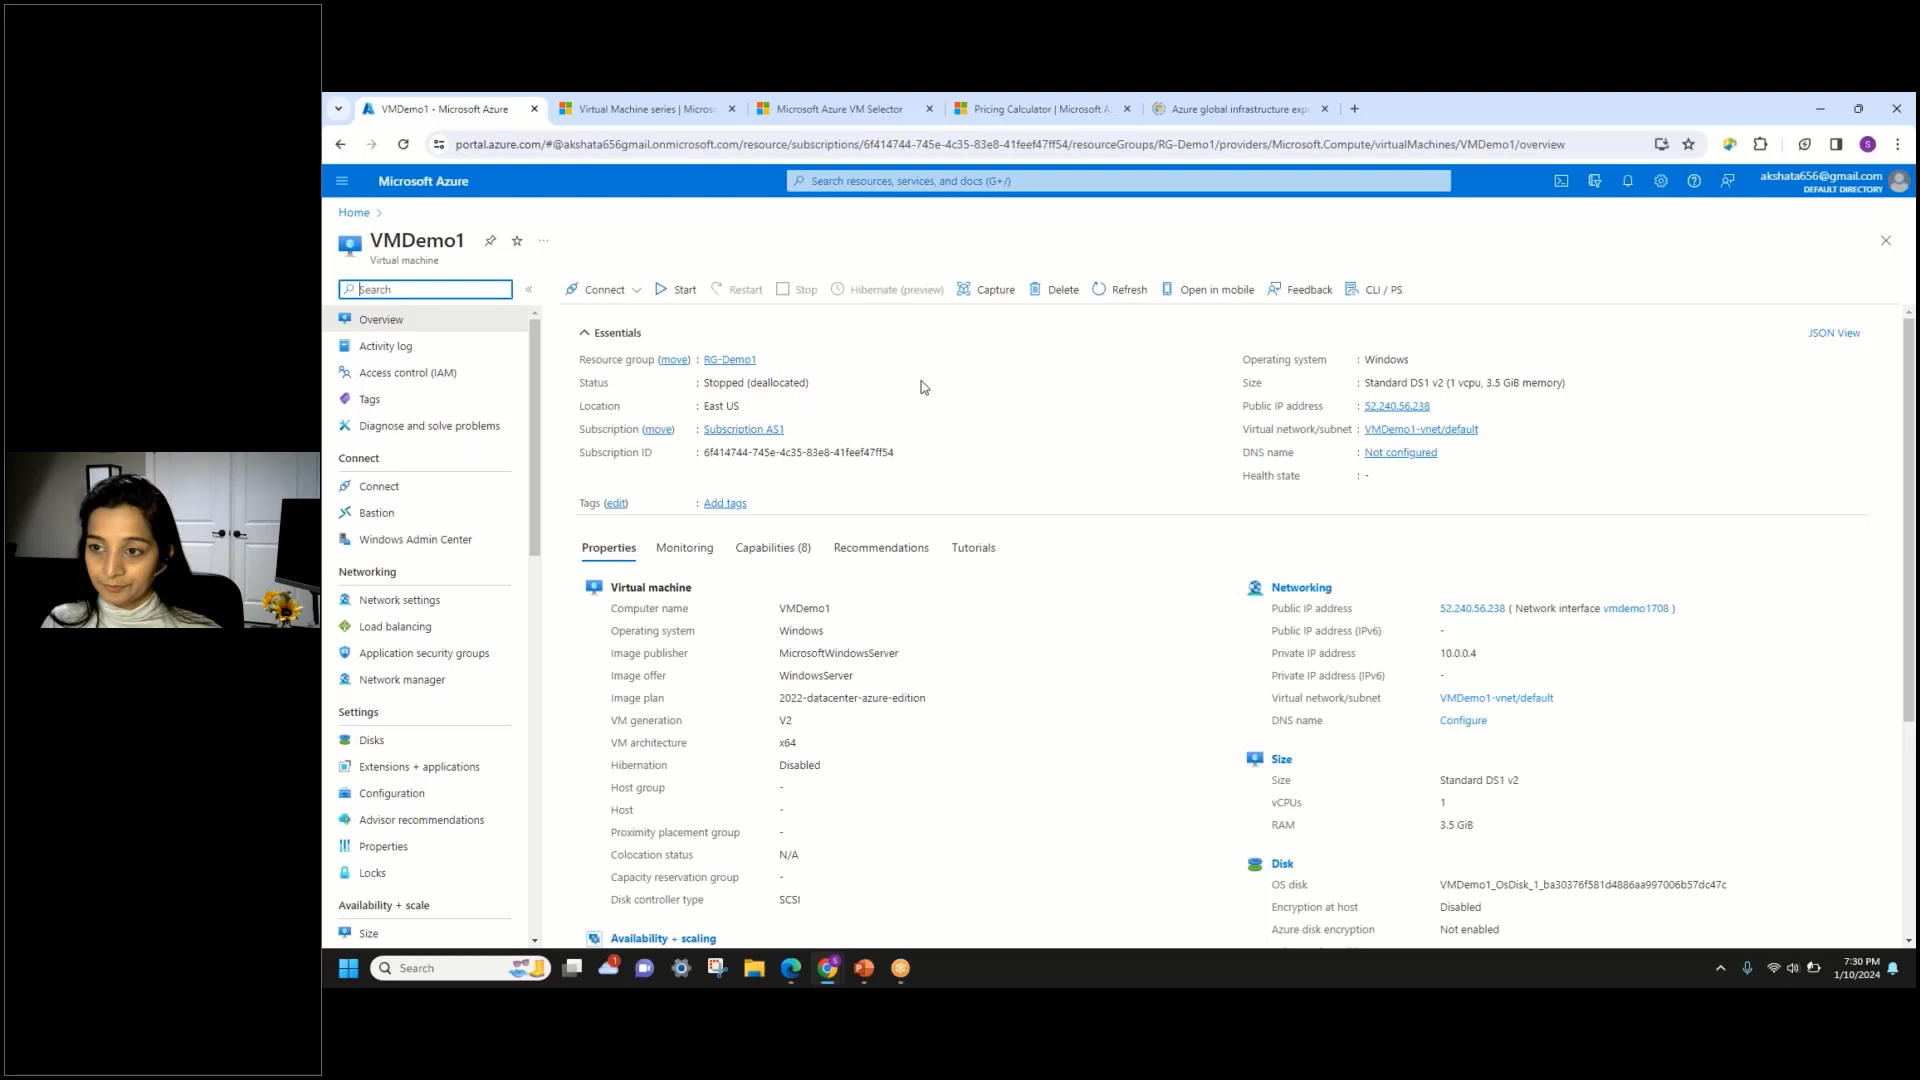 VMDemo1 - Microsoft Azure
Virtual Machine series | Micros
Microsoft Azure VM Selector
Pricing Calculator | Microsoft A
Azure global infrastructure exp
portal.azure.com/#@akshata656gmail.onmicrosoft.com/resource/subscriptions/6f414744-745e-4c35-83e8-41feef47ff54/resourceGroups/RG-Demo1/providers/Microsoft.Compute/virtualMachines/VMDemo1/overview
S
Microsoft Azure
Search resources, services, and docs (G+/)
akshata656@gmail.com
DEFAULT DIRECTORY
Home >
VMDemo1
Virtual machine
Search
Connect
Start
Restart
Stop
Hibernate (preview)
Capture
Delete
Refresh
Open in mobile
Feedback
CLI / PS
Overview
Activity log
Access control (IAM)
Tags
Diagnose and solve problems
Connect
Connect
Bastion
Windows Admin Center
Networking
Network settings
Load balancing
Application security groups
Network manager
Settings
Disks
Extensions + applications
Configuration
Advisor recommendations
Properties
Locks
Availability + scale
Size
Essentials
JSON View
Resource group (move) : RG-Demo1
Status : Stopped (deallocated)
Location : East US
Subscription (move) : Subscription AS1
Subscription ID : 6f414744-745e-4c35-83e8-41feef47ff54
Tags (edit) : Add tags
Operating system : Windows
Size : Standard DS1 v2 (1 vcpu, 3.5 GiB memory)
Public IP address : 52.240.56.238
Virtual network/subnet : VMDemo1-vnet/default
DNS name : Not configured
Health state : -
Properties
Monitoring
Capabilities (8)
Recommendations
Tutorials
Virtual machine
Computer name VMDemo1
Operating system Windows
Image publisher MicrosoftWindowsServer
Image offer WindowsServer
Image plan 2022-datacenter-azure-edition
VM generation V2
VM architecture x64
Hibernation Disabled
Host group -
Host -
Proximity placement group -
Colocation status N/A
Capacity reservation group -
Disk controller type SCSI
Availability + scaling
Networking
Public IP address 52.240.56.238 ( Network interface vmdemo1708 )
Public IP address (IPv6) -
Private IP address 10.0.0.4
Private IP address (IPv6) -
Virtual network/subnet VMDemo1-vnet/default
DNS name Configure
Size
Size Standard DS1 v2
vCPUs 1
RAM 3.5 GiB
Disk
OS disk VMDemo1_OsDisk_1_ba30376f581d4886aa997006b57dc47c
Encryption at host Disabled
Azure disk encryption Not enabled
Search
1
S
7:30 PM
1/10/2024